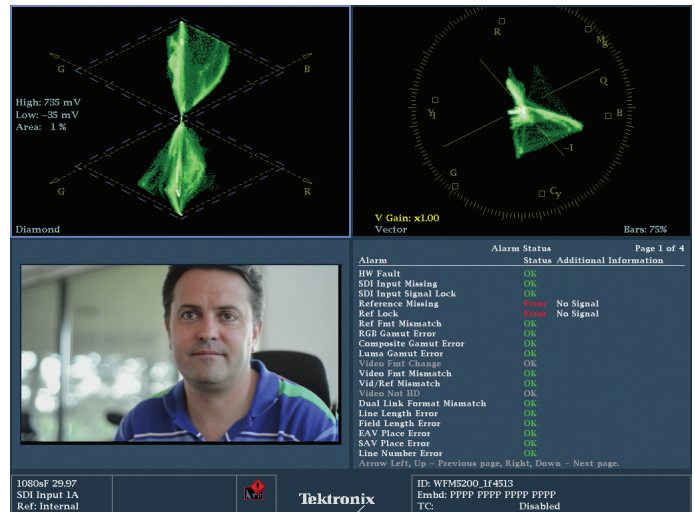 G
B
High: 735 mV
Low: -35 mV
Area: 1 %
G
R
Diamond
R
Mg
Q
Yl
B
-I
G
Cy
V Gain: x1.00
Vector
Bars: 75%
Alarm Status
Page 1 of 4
Alarm Status Additional Information
HW Fault OK
SDI Input Missing OK
SDI Input Signal Lock OK
Reference Missing Error No Signal
Ref Lock Error No Signal
Ref Fmt Mismatch OK
RGB Gamut Error OK
Composite Gamut Error OK
Luma Gamut Error OK
Video Fmt Change OK
Video Fmt Mismatch OK
Vid/Ref Mismatch OK
Video Not HD OK
Dual Link Format Mismatch OK
Line Length Error OK
Field Length Error OK
EAV Place Error OK
SAV Place Error OK
Line Number Error OK
Arrow Left, Up – Previous page, Right, Down – Next page.
1080sF 29.97
SDI Input 1A
Ref: Internal
Tektronix
ID: WFM5200_1f4513
Embd: PPPP PPPP PPPP PPPP
TC: Disabled